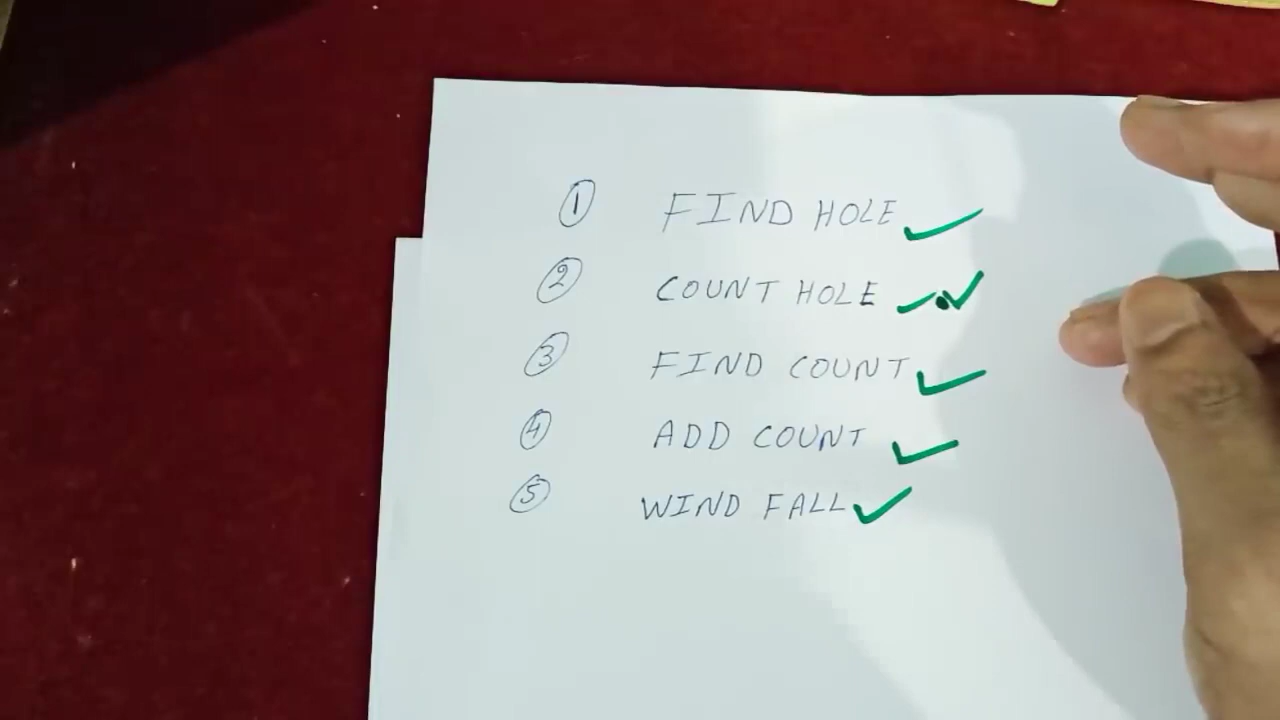 ① FIND HOLE ✓
② COUNT HOLE ✓✓
③ FIND COUNT ✓
④ ADD COUNT ✓
⑤ WIND FALL ✓